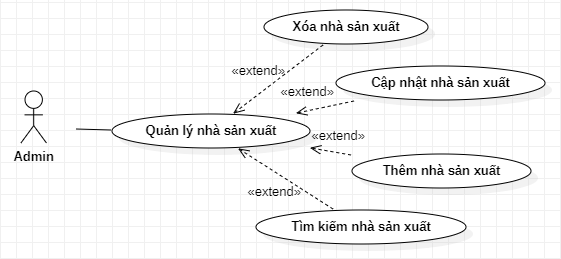 Xóa nhà sản xuất
«extend»
Cập nhật nhà sản xuất
«extend»
Quản lý nhà sản xuất
«extend»
Admin
Thêm nhà sản xuất
«extend»
Tìm kiếm nhà sản xuất